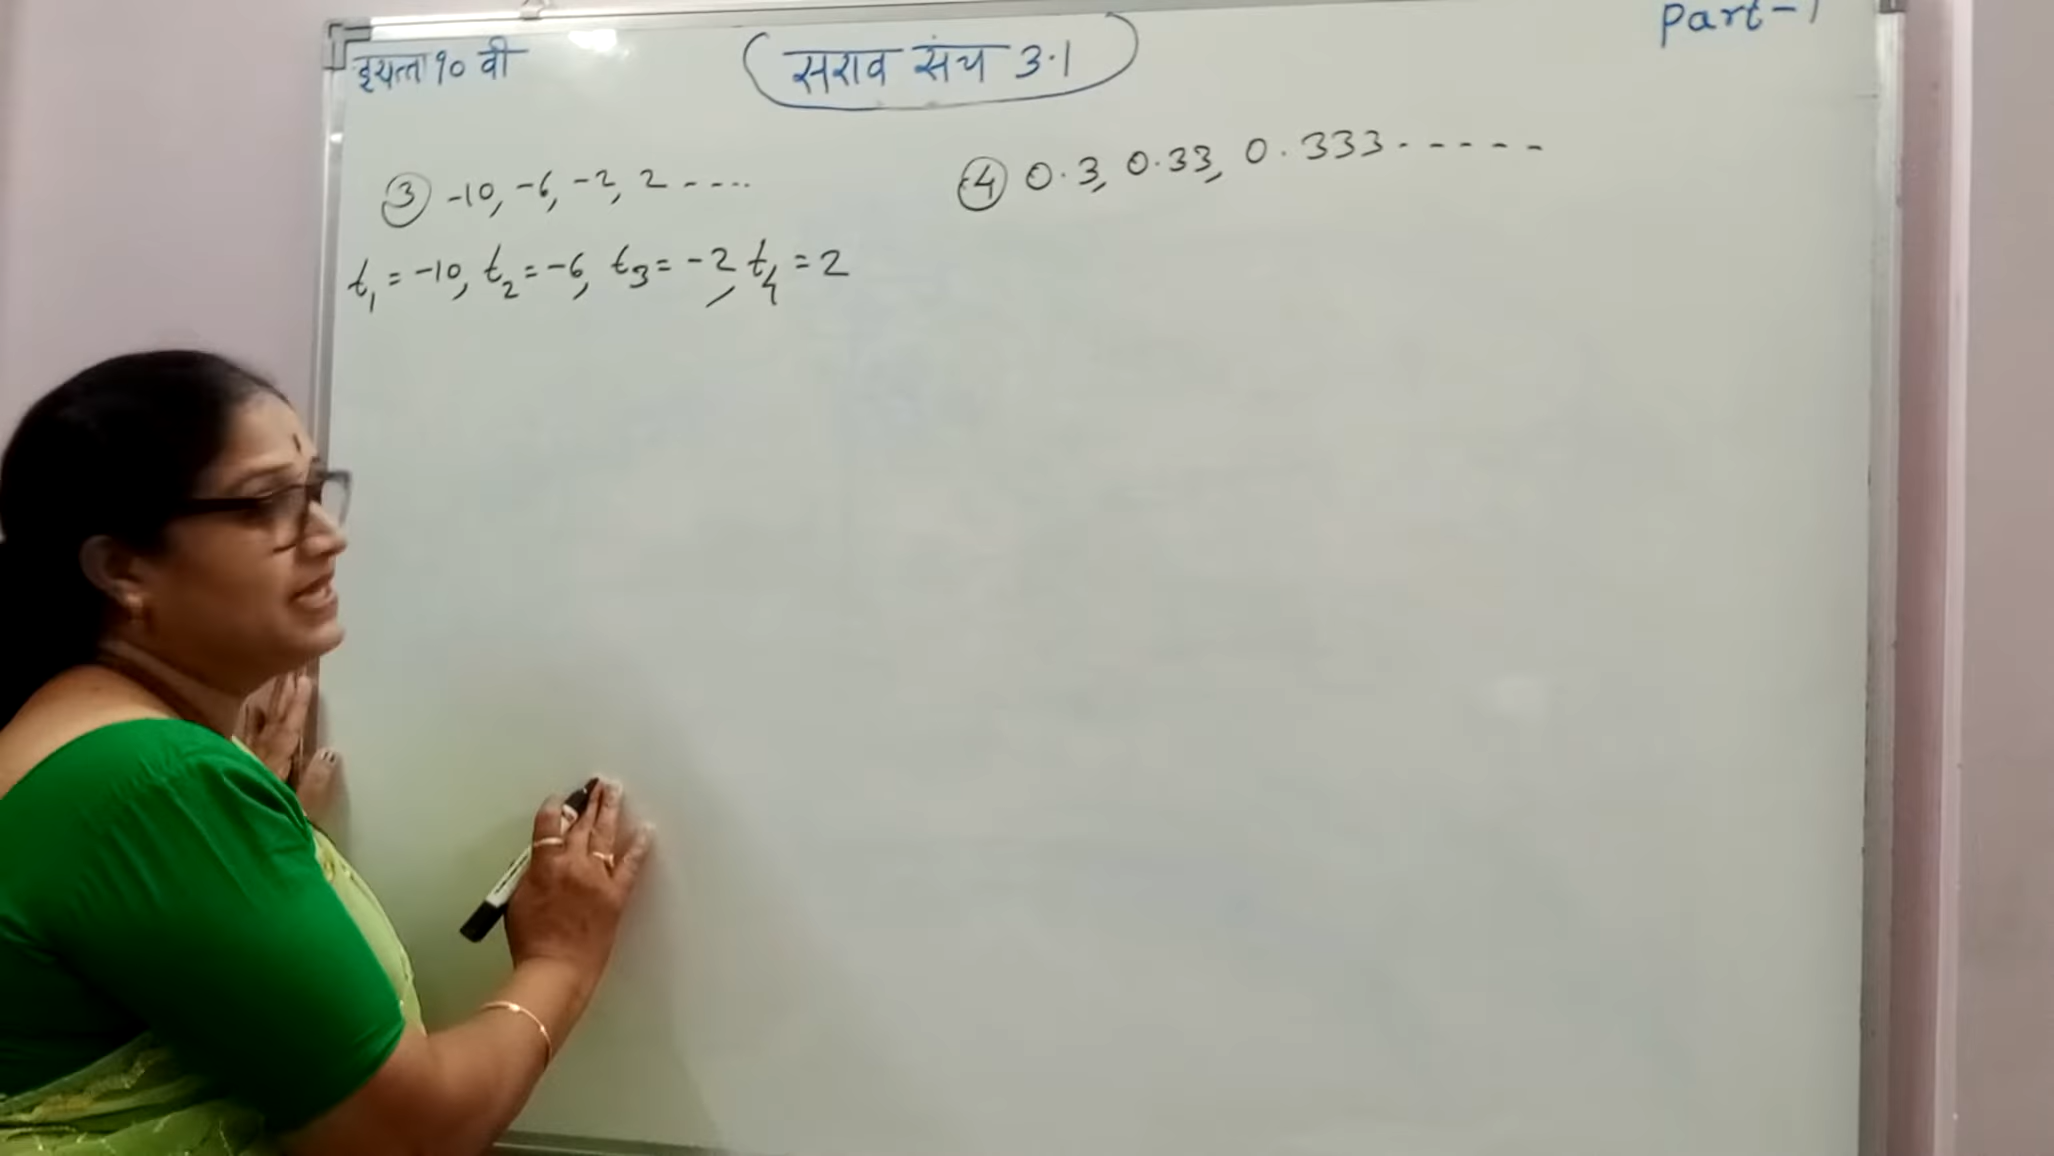 इयत्ता १० वी
सराव संच 3.1
Part-1
③ -10, -6, -2, 2 ----
t₁ = -10, t₂ = -6, t₃ = -2, t₄ = 2
④ 0.3, 0.33, 0.333-----